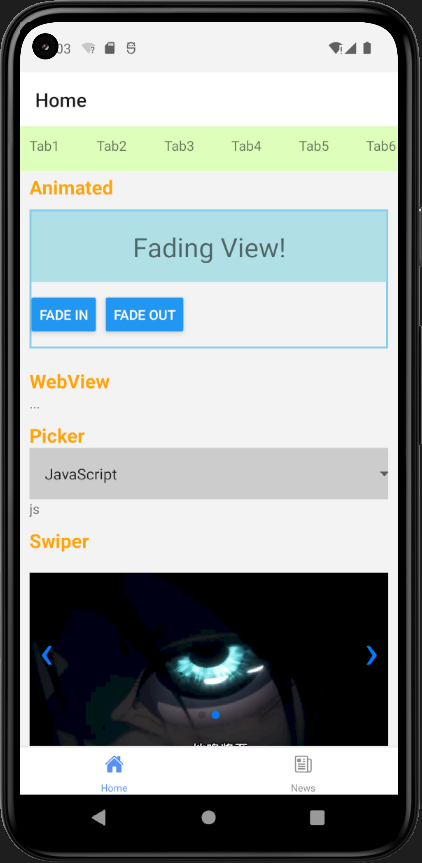 03
Home
Tab1 Tab2 Tab3 Tab4 Tab5 Tab6
Animated
Fading View!
FADE IN FADE OUT
WebView
...
Picker
JavaScript
js
Swiper
Home News